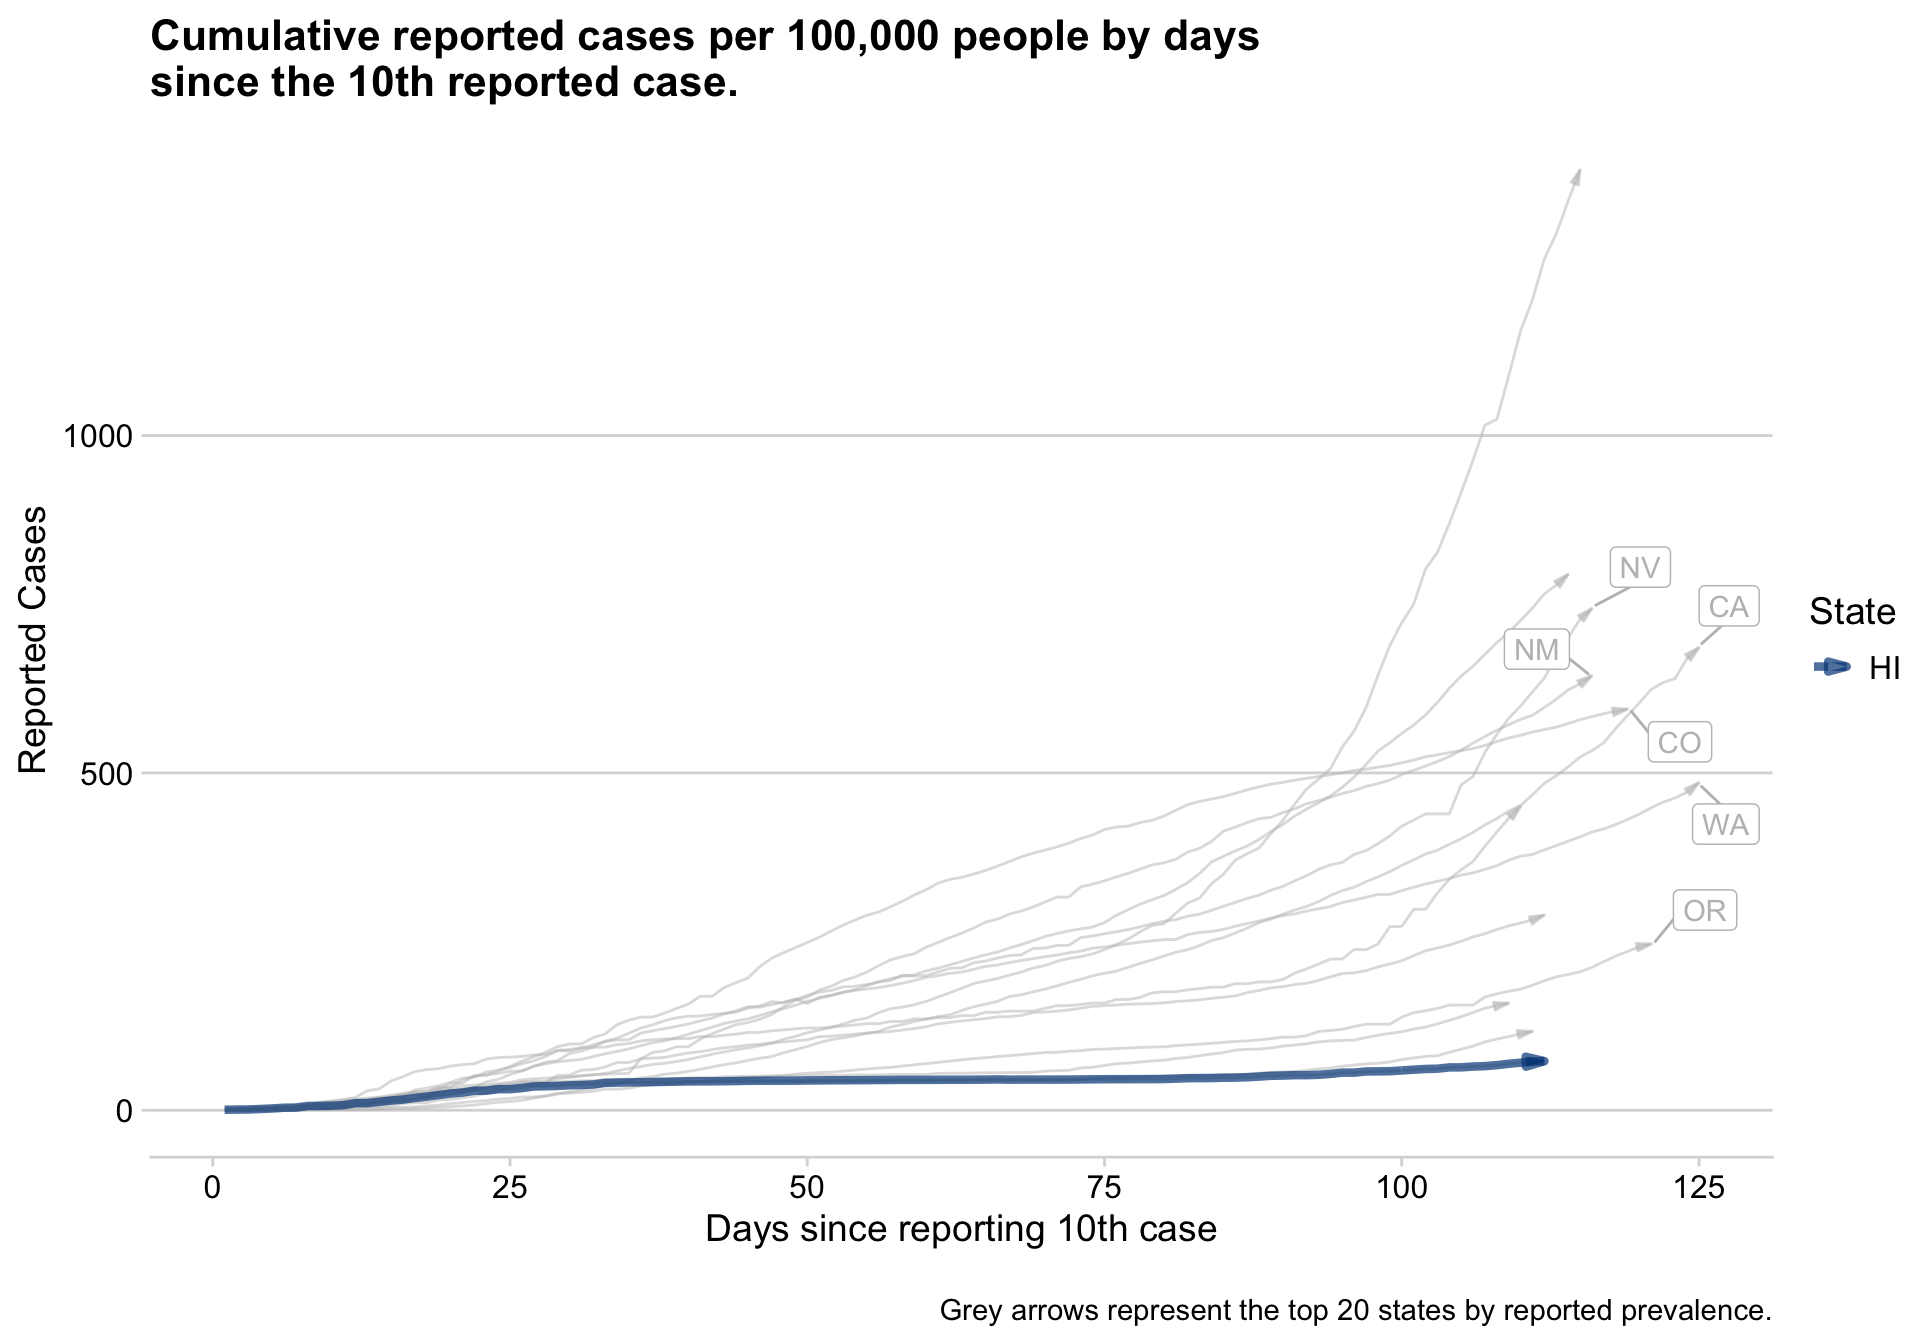 Cumulative reported cases per 100,000 people by days
since the 10th reported case.
1000
500
0
Reported Cases
NV
CA
NM
CO
WA
OR
State
HI
0 25 50 75 100 125
Days since reporting 10th case
Grey arrows represent the top 20 states by reported prevalence.